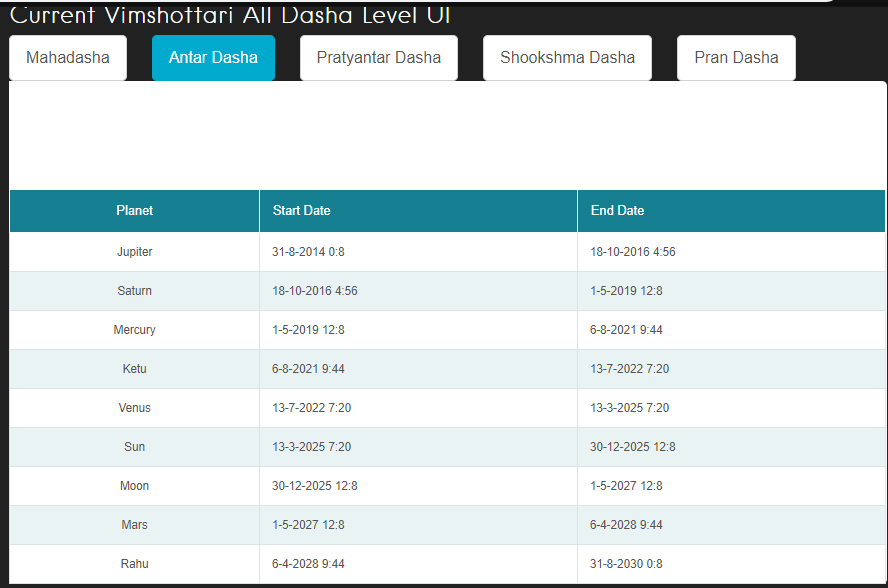 Current Vimshottari All Dasha Level UI
Mahadasha Antar Dasha Pratyantar Dasha Shookshma Dasha Pran Dasha
Planet Start Date End Date
Jupiter 31-8-2014 0:8 18-10-2016 4:56
Saturn 18-10-2016 4:56 1-5-2019 12:8
Mercury 1-5-2019 12:8 6-8-2021 9:44
Ketu 6-8-2021 9:44 13-7-2022 7:20
Venus 13-7-2022 7:20 13-3-2025 7:20
Sun 13-3-2025 7:20 30-12-2025 12:8
Moon 30-12-2025 12:8 1-5-2027 12:8
Mars 1-5-2027 12:8 6-4-2028 9:44
Rahu 6-4-2028 9:44 31-8-2030 0:8